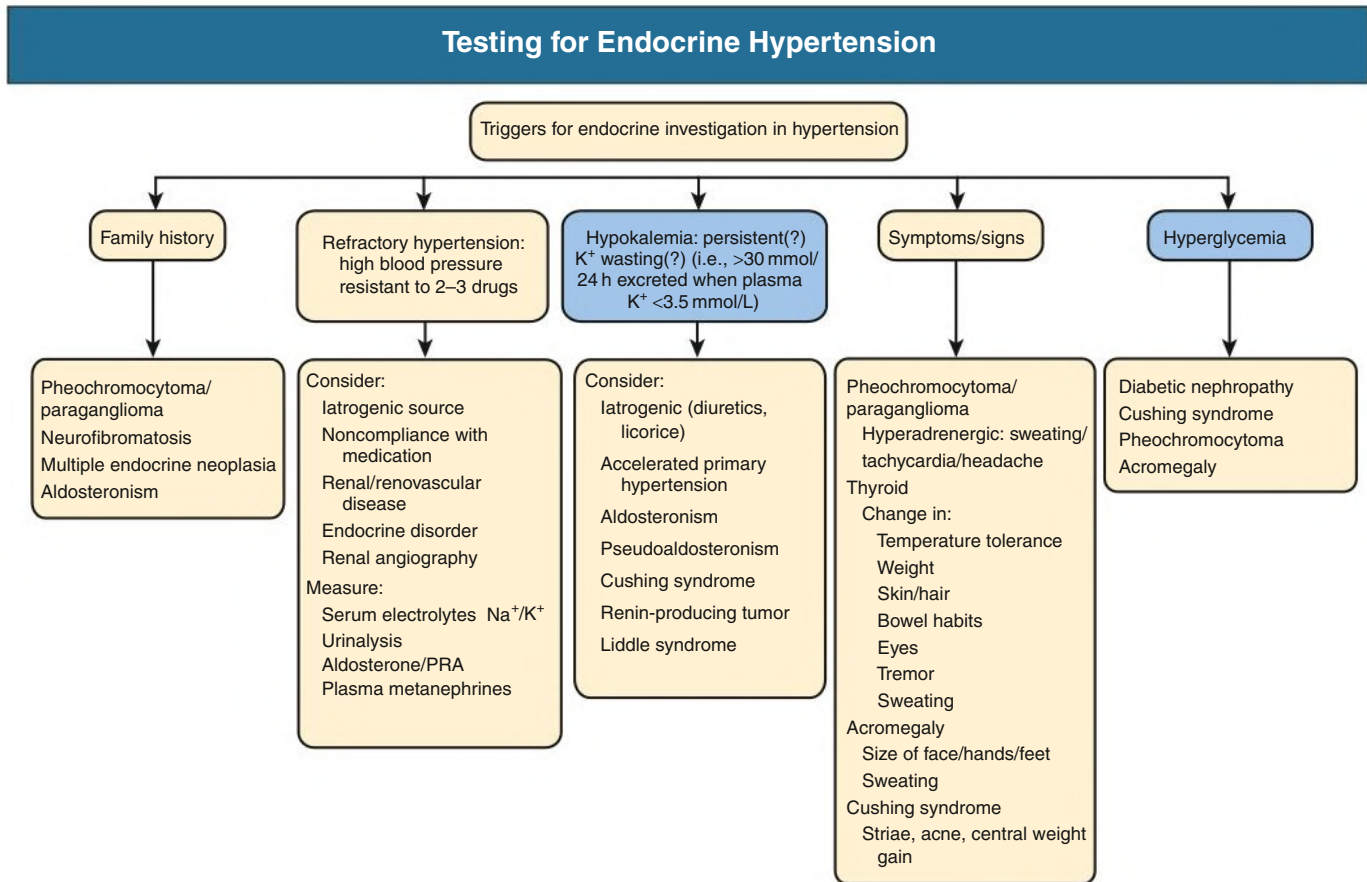 Testing for Endocrine Hypertension
Triggers for endocrine investigation in hypertension
Family history
Pheochromocytoma/
paraganglioma
Neurofibromatosis
Multiple endocrine neoplasia
Aldosteronism
Refractory hypertension:
high blood pressure
resistant to 2–3 drugs
Consider:
Iatrogenic source
Noncompliance with
medication
Renal/renovascular
disease
Endocrine disorder
Renal angiography
Measure:
Serum electrolytes Na⁺/K⁺
Urinalysis
Aldosterone/PRA
Plasma metanephrines
Hypokalemia: persistent(?)
K⁺ wasting(?) (i.e., >30 mmol/
24 h excreted when plasma
K⁺ <3.5 mmol/L)
Consider:
Iatrogenic (diuretics,
licorice)
Accelerated primary
hypertension
Aldosteronism
Pseudoaldosteronism
Cushing syndrome
Renin-producing tumor
Liddle syndrome
Symptoms/signs
Pheochromocytoma/
paraganglioma
Hyperadrenergic: sweating/
tachycardia/headache
Thyroid
Change in:
Temperature tolerance
Weight
Skin/hair
Bowel habits
Eyes
Tremor
Sweating
Acromegaly
Size of face/hands/feet
Sweating
Cushing syndrome
Striae, acne, central weight
gain
Hyperglycemia
Diabetic nephropathy
Cushing syndrome
Pheochromocytoma
Acromegaly